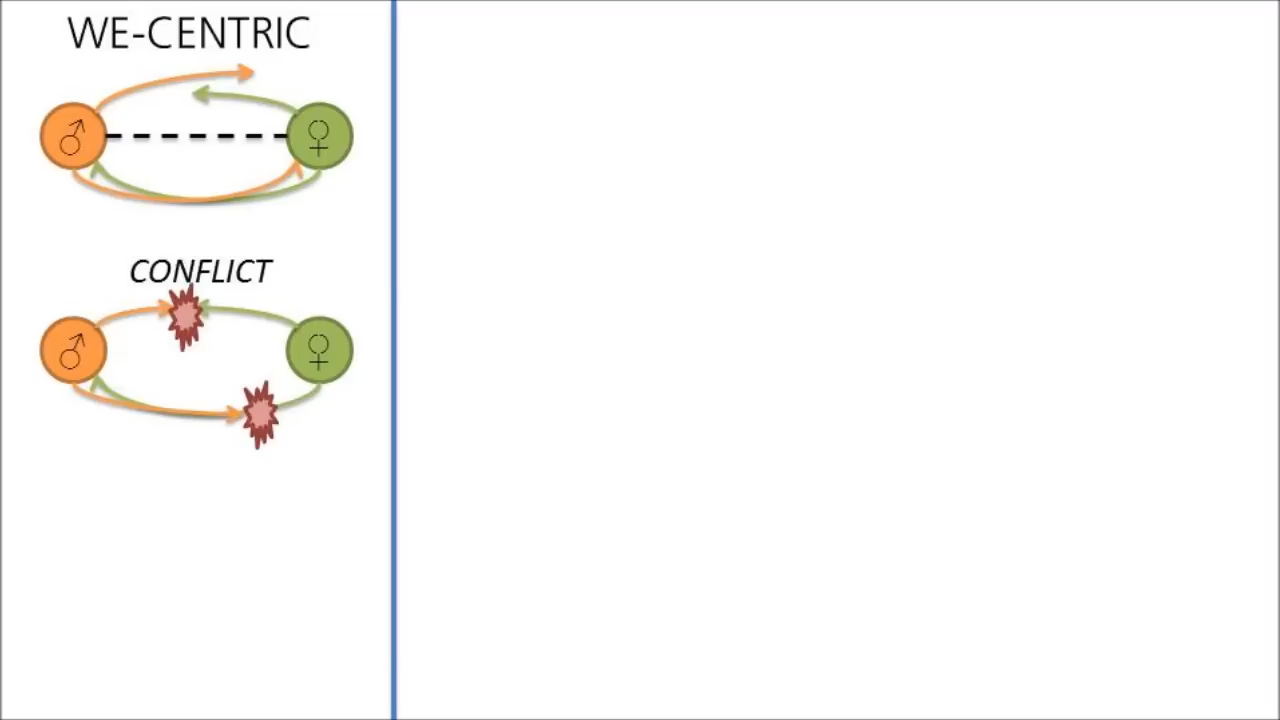 WE-CENTRIC
♂ ♀
CONFLICT
♂ ♀